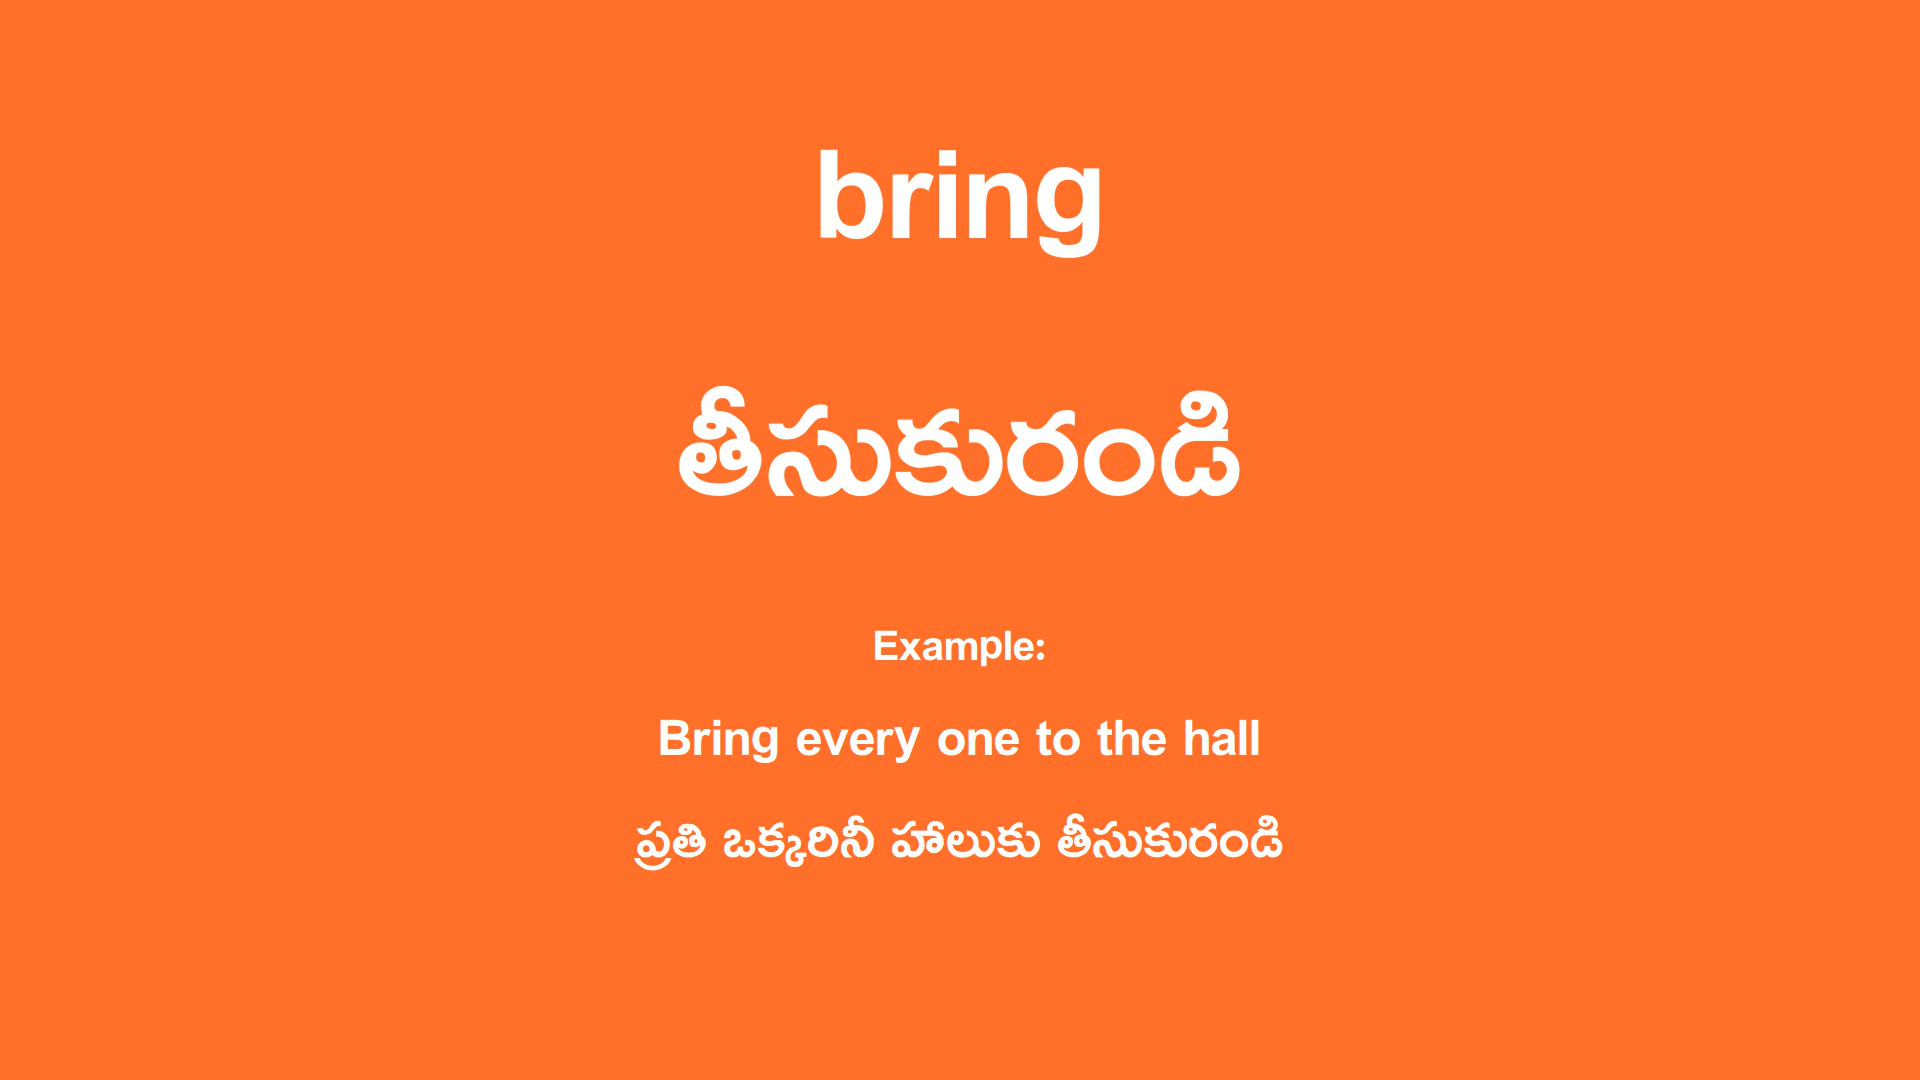 bring
తీసుకురండి
Example:
Bring every one to the hall
ప్రతి ఒక్కరినీ హాలుకు తీసుకురండి